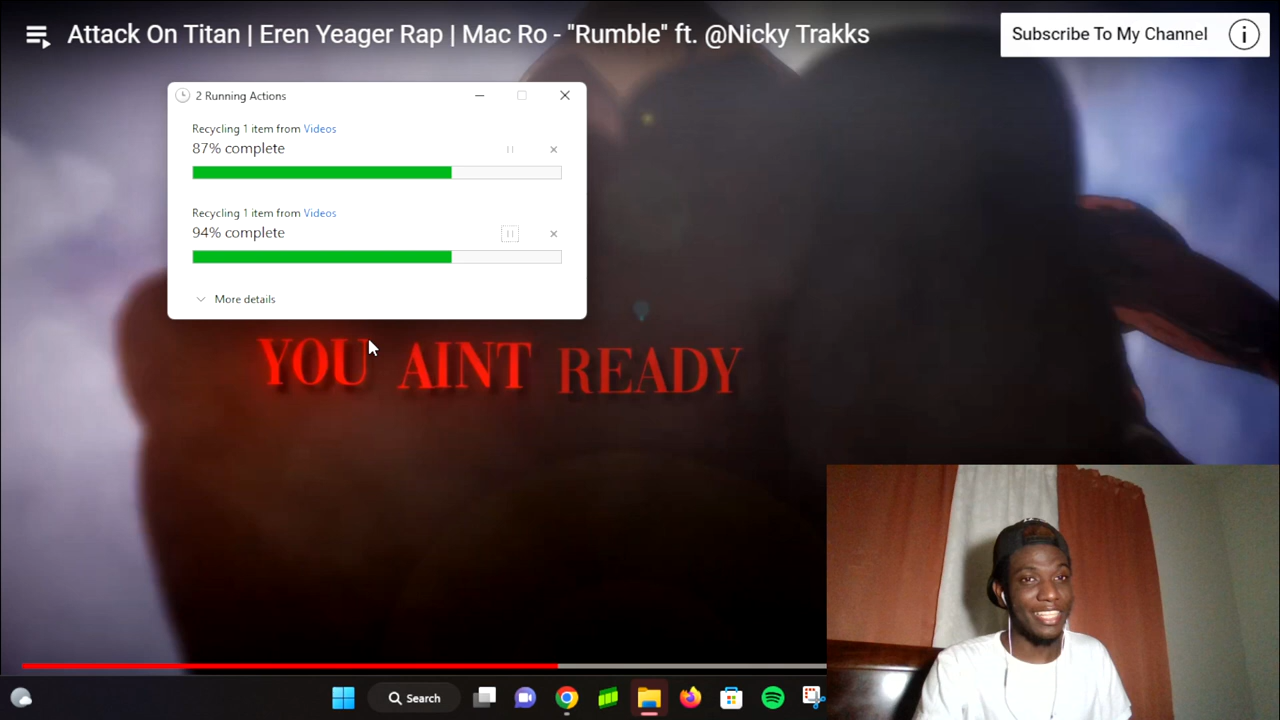 Attack On Titan | Eren Yeager Rap | Mac Ro - "Rumble" ft. @Nicky Trakks
Subscribe To My Channel
2 Running Actions
Recycling 1 item from Videos
87% complete
Recycling 1 item from Videos
94% complete
More details
YOU AINT READY
Search